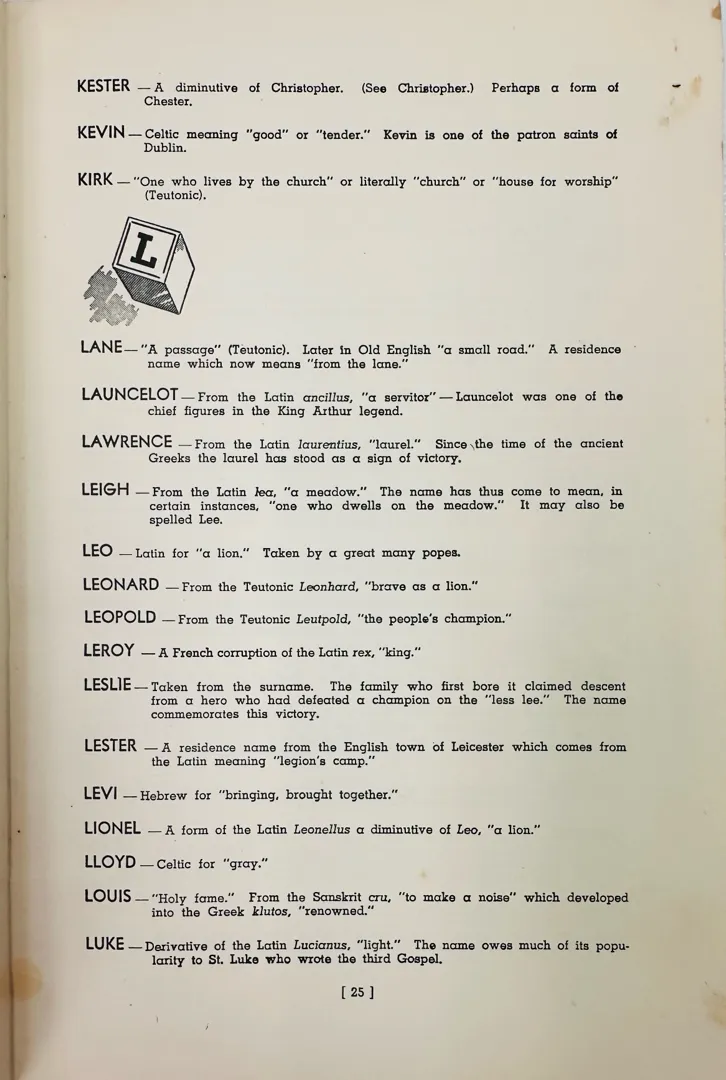 KESTER — A diminutive of Christopher. (See Christopher.) Perhaps a form of
Chester.
KEVIN — Celtic meaning "good" or "tender." Kevin is one of the patron saints of
Dublin.
KIRK — "One who lives by the church" or literally "church" or "house for worship"
(Teutonic).
L
LANE — "A passage" (Teutonic). Later in Old English "a small road." A residence
name which now means "from the lane."
LAUNCELOT — From the Latin ancillus, "a servitor" — Launcelot was one of the
chief figures in the King Arthur legend.
LAWRENCE — From the Latin laurentius, "laurel." Since the time of the ancient
Greeks the laurel has stood as a sign of victory.
LEIGH — From the Latin lea, "a meadow." The name has thus come to mean, in
certain instances, "one who dwells on the meadow." It may also be
spelled Lee.
LEO — Latin for "a lion." Taken by a great many popes.
LEONARD — From the Teutonic Leonhard, "brave as a lion."
LEOPOLD — From the Teutonic Leutpold, "the people's champion."
LEROY — A French corruption of the Latin rex, "king."
LESLIE — Taken from the surname. The family who first bore it claimed descent
from a hero who had defeated a champion on the "less lee." The name
commemorates this victory.
LESTER — A residence name from the English town of Leicester which comes from
the Latin meaning "legion's camp."
LEVI — Hebrew for "bringing, brought together."
LIONEL — A form of the Latin Leonellus a diminutive of Leo, "a lion."
LLOYD — Celtic for "gray."
LOUIS — "Holy fame." From the Sanskrit cru, "to make a noise" which developed
into the Greek klutos, "renowned."
LUKE — Derivative of the Latin Lucianus, "light." The name owes much of its popu-
larity to St. Luke who wrote the third Gospel.
[ 25 ]